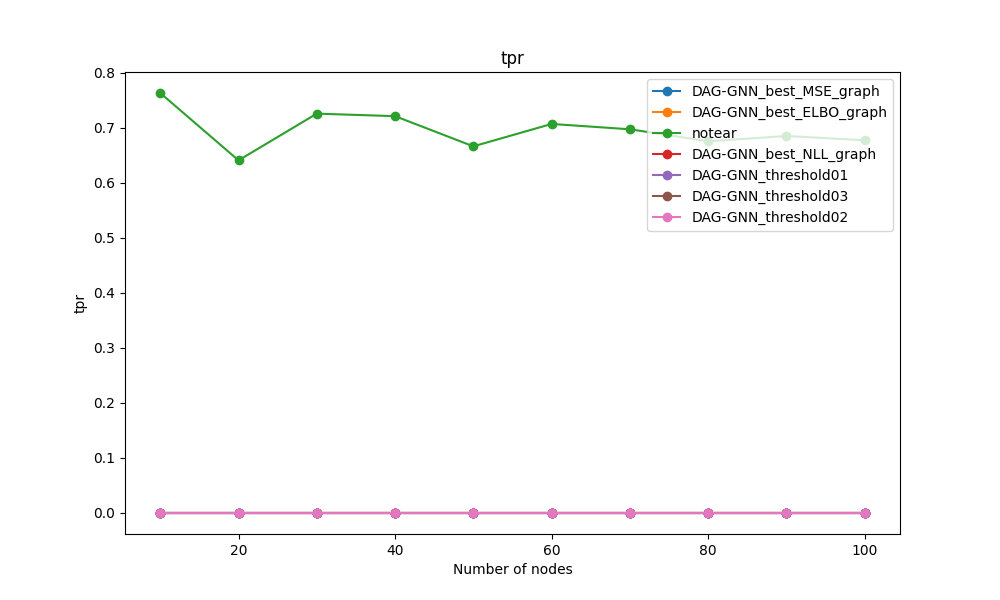 tpr
0.8
0.7
0.6
0.5
0.4
0.3
0.2
0.1
0.0
tpr
DAG-GNN_best_MSE_graph
DAG-GNN_best_ELBO_graph
notear
DAG-GNN_best_NLL_graph
DAG-GNN_threshold01
DAG-GNN_threshold03
DAG-GNN_threshold02
20 40 60 80 100
Number of nodes